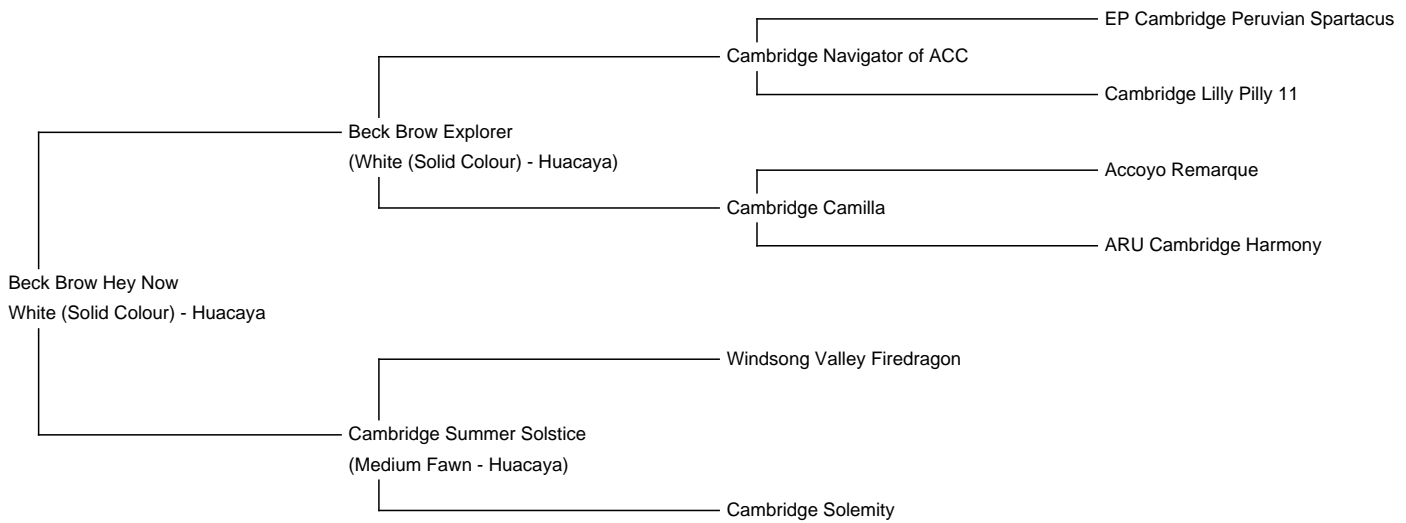 EP Cambridge Peruvian Spartacus
Cambridge Navigator of ACC
Cambridge Lilly Pilly 11
Beck Brow Explorer
(White (Solid Colour) - Huacaya)
Accoyo Remarque
Cambridge Camilla
ARU Cambridge Harmony
Beck Brow Hey Now
White (Solid Colour) - Huacaya
Windsong Valley Firedragon
Cambridge Summer Solstice
(Medium Fawn - Huacaya)
Cambridge Solemity